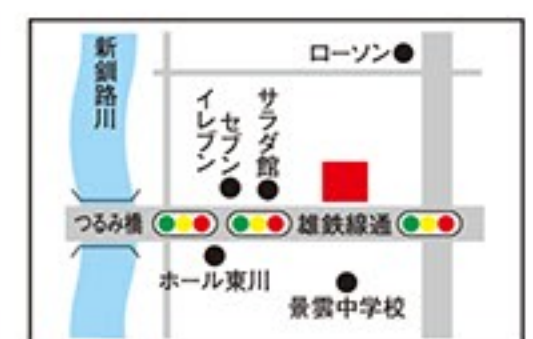 新釧路川
ローソン
セブン
イレブン
サラダ館
つるみ橋
雄鉄線通
ホール東川
景雲中学校